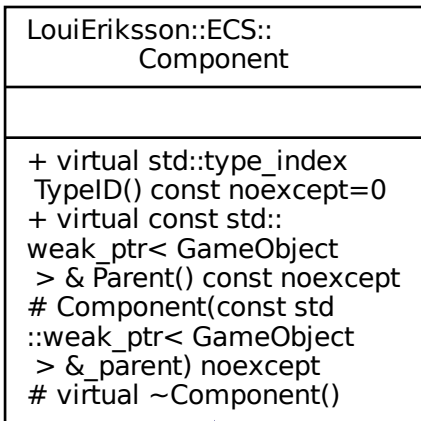 LouiEriksson::ECS::
Component
+ virtual std::type_index
TypeID() const noexcept=0
+ virtual const std::
weak_ptr< GameObject
> & Parent() const noexcept
# Component(const std
::weak_ptr< GameObject
> &_parent) noexcept
# virtual ~Component()